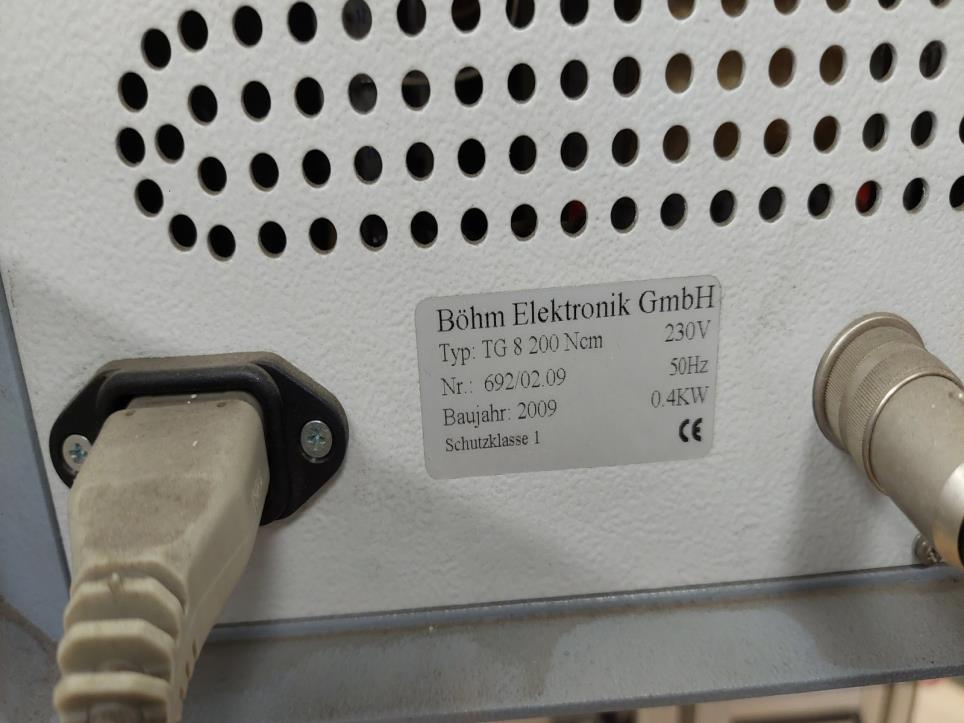 Böhm Elektronik GmbH
Typ: TG 8 200 Ncm 230V
Nr.: 692/02.09 50Hz
Baujahr: 2009 0.4KW
Schutzklasse 1 CE